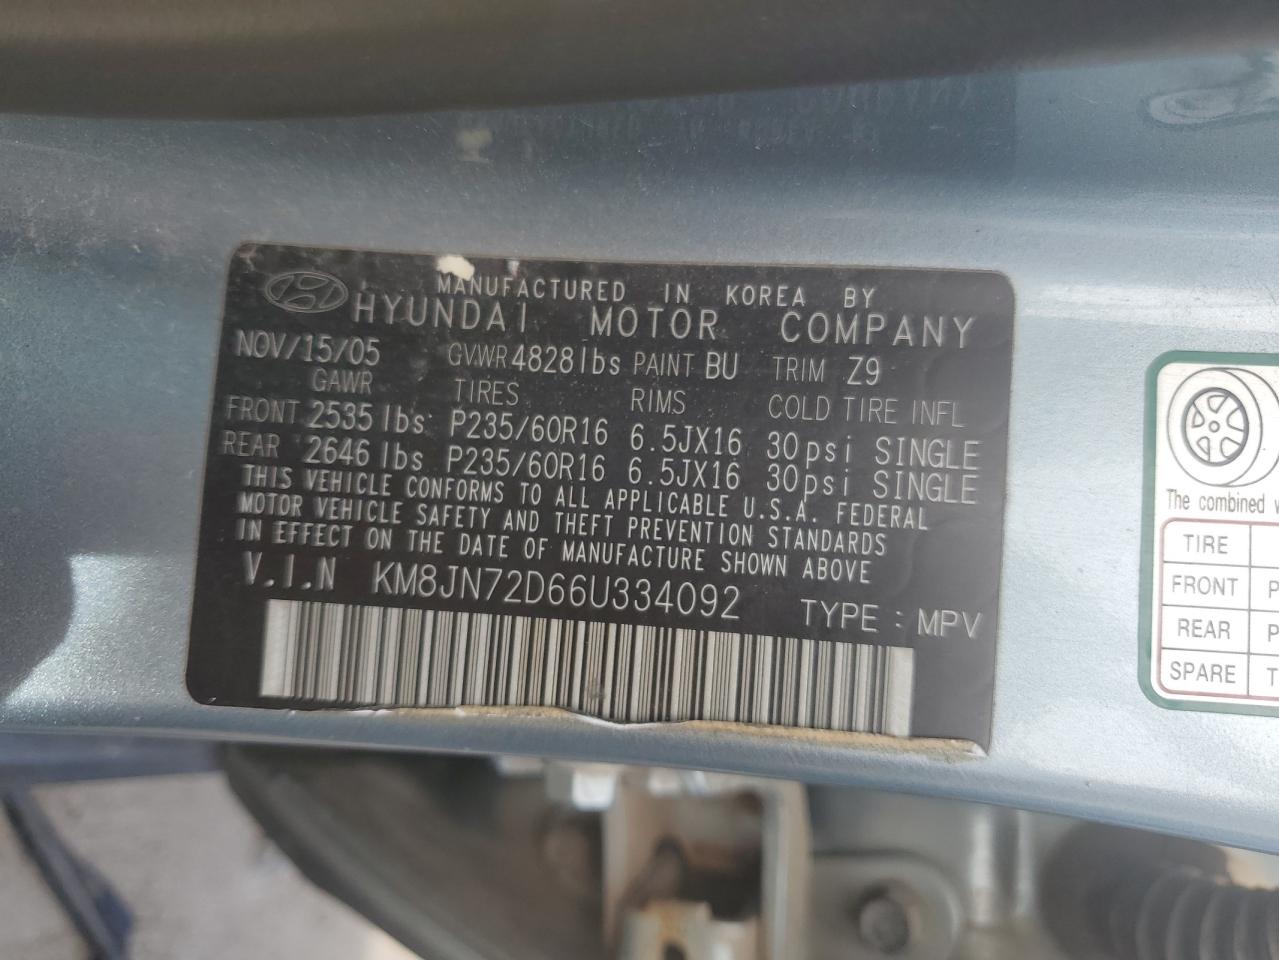 MANUFACTURED IN KOREA BY
HYUNDAI MOTOR COMPANY
NOV/15/05 GVWR 4828lbs PAINT BU TRIM Z9
GAWR TIRES RIMS COLD TIRE INFL
FRONT 2535 lbs: P235/60R16 6.5JX16 30psi SINGLE
REAR 2646 lbs P235/60R16 6.5JX16 30psi SINGLE
THIS VEHICLE CONFORMS TO ALL APPLICABLE U.S.A. FEDERAL
MOTOR VEHICLE SAFETY AND THEFT PREVENTION STANDARDS
IN EFFECT ON THE DATE OF MANUFACTURE SHOWN ABOVE
V.I.N KM8JN72D66U334092 TYPE : MPV
The combined
TIRE
FRONT P
REAR P
SPARE T